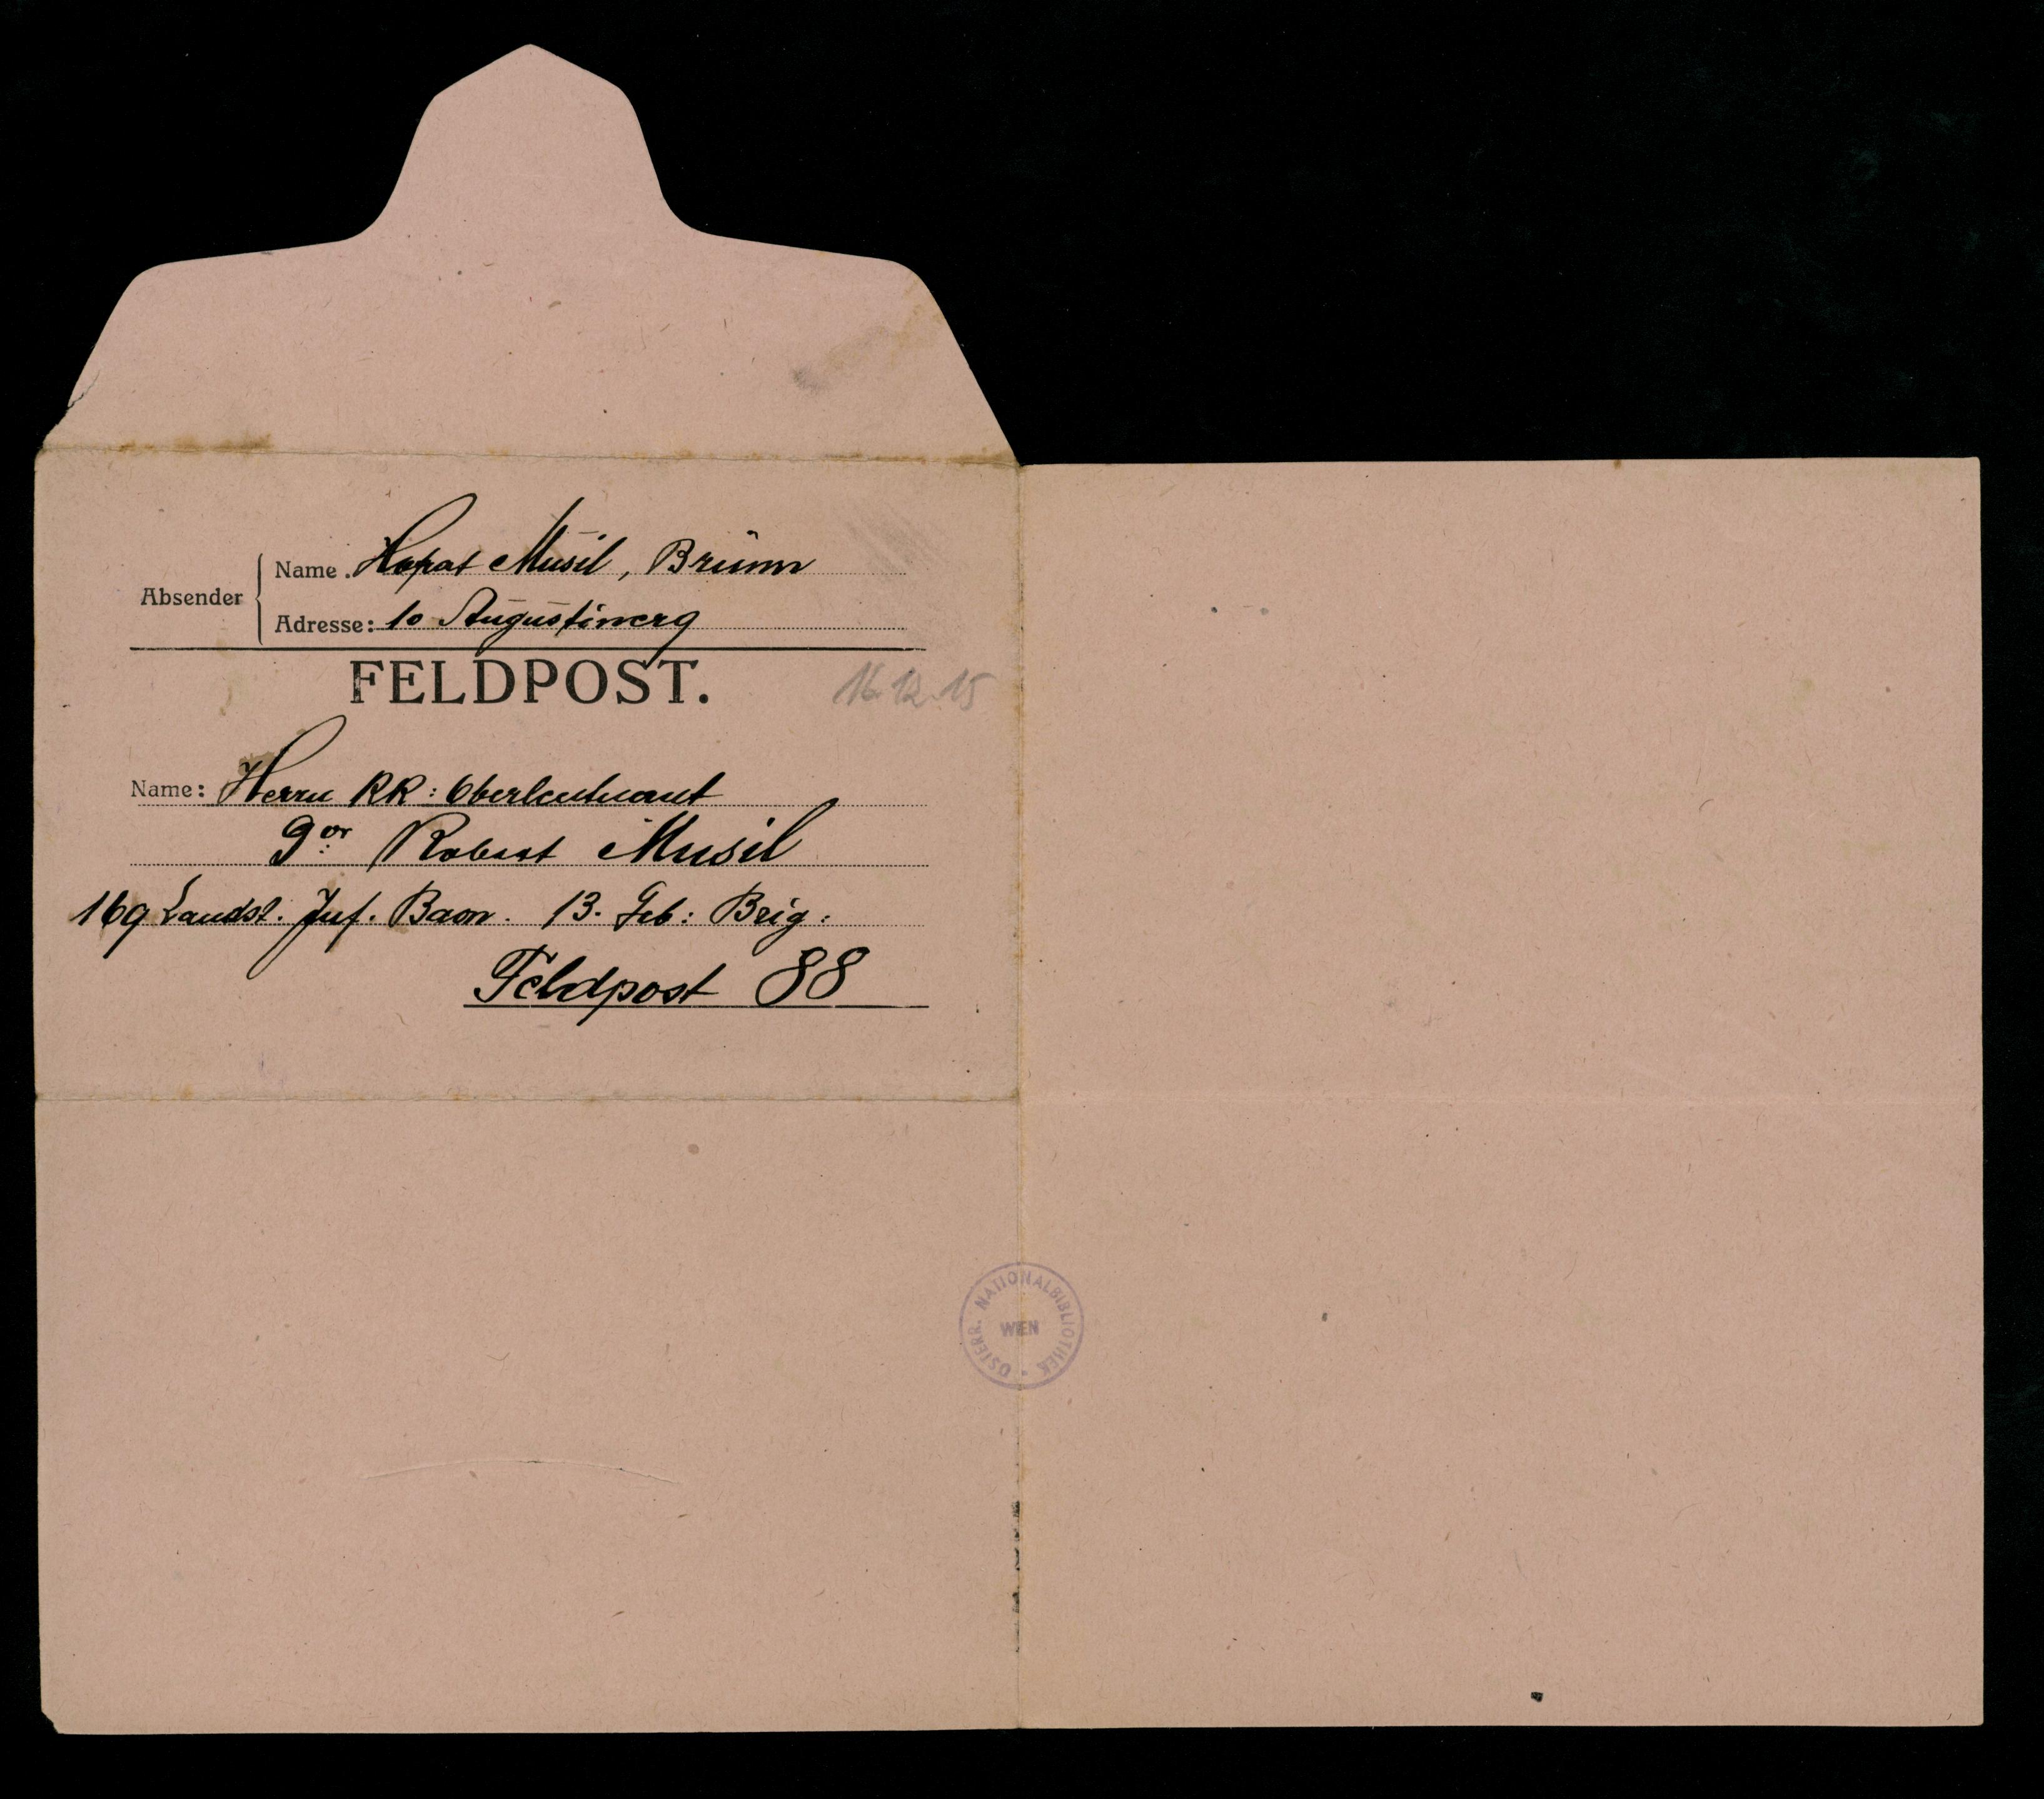 Absender
Name: Hofrat Musil, Brünn
Adresse: 10 Augustinerg
FELDPOST.
16.12.15
Name: Herrn KK: Oberleutnant
Dor Robert Musil
169 Landst. Inf. Baon. 13. Geb: Brig:
Feldpost 88
ÖSTERR. NATIONALBIBLIOTHEK
WIEN